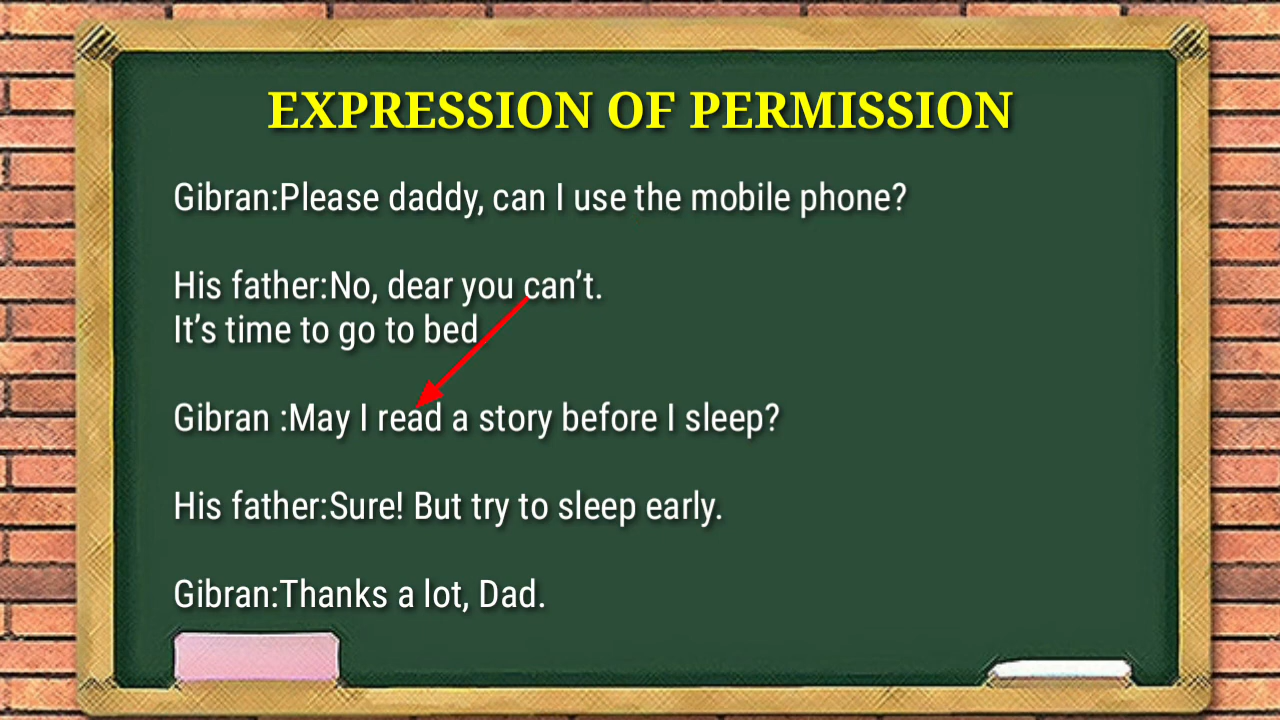 EXPRESSION OF PERMISSION
Gibran:Please daddy, can I use the mobile phone?
His father:No, dear you can’t.
It’s time to go to bed
Gibran :May I read a story before I sleep?
His father:Sure! But try to sleep early.
Gibran:Thanks a lot, Dad.